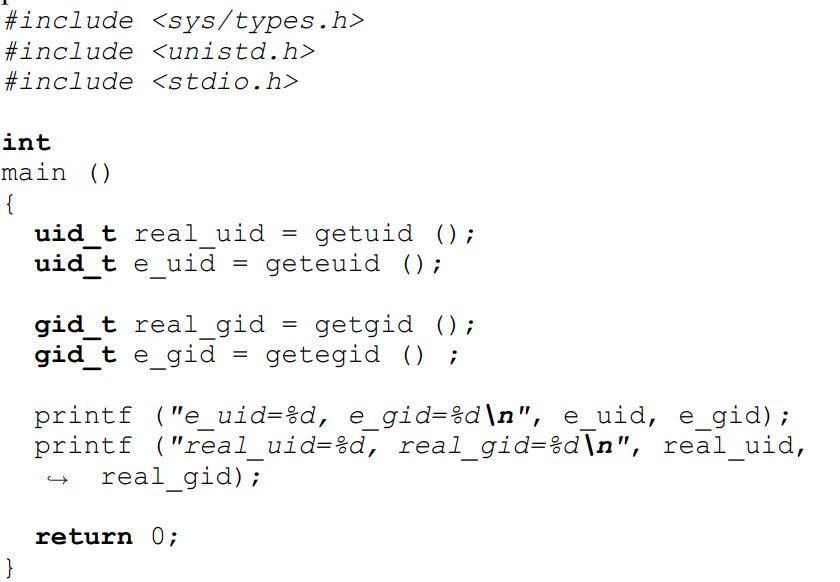 #include <sys/types.h>
#include <unistd.h>
#include <stdio.h>

int
main ()
{
  uid_t real_uid = getuid ();
  uid_t e_uid = geteuid ();

  gid_t real_gid = getgid ();
  gid_t e_gid = getegid () ;

  printf ("e_uid=%d, e_gid=%d\n", e_uid, e_gid);
  printf ("real_uid=%d, real_gid=%d\n", real_uid,
  ↪  real_gid);

  return 0;
}